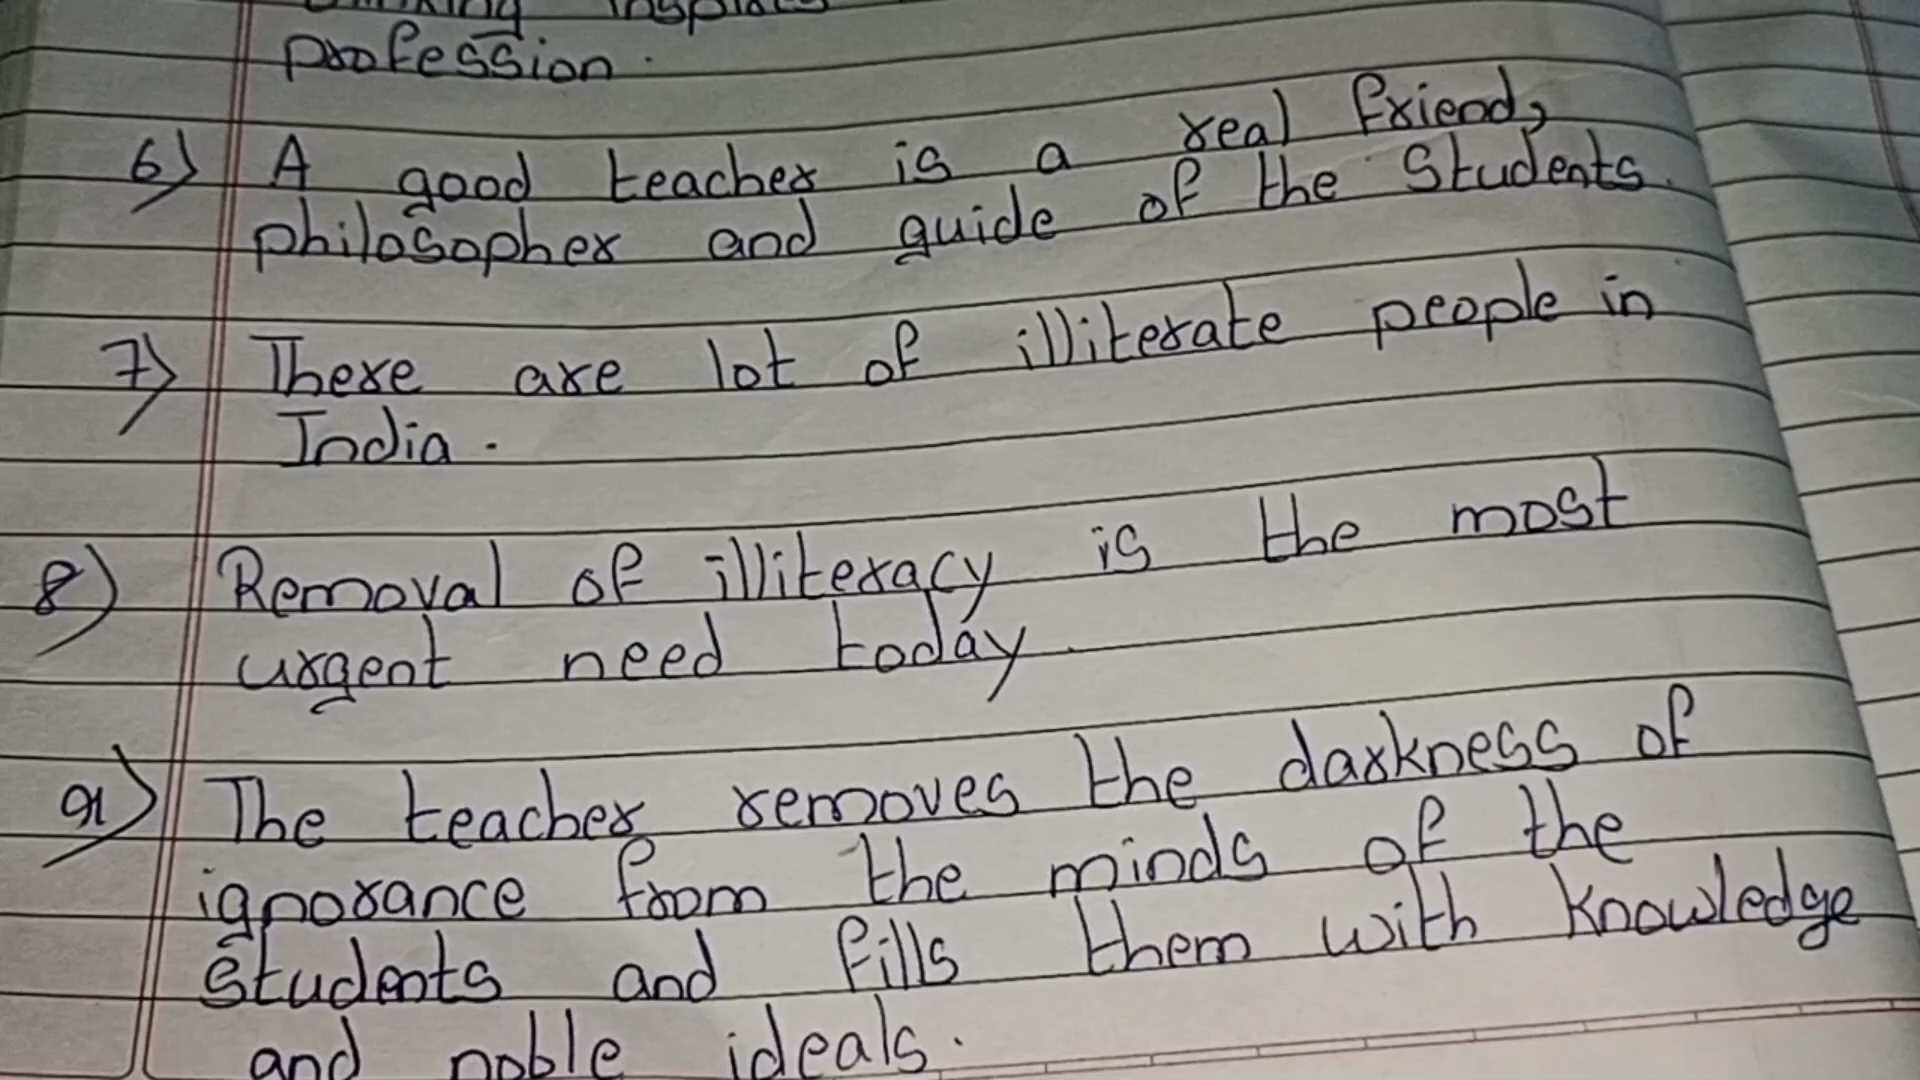 profession.
6) A good teacher is a real friend,
philosopher and guide of the Students.
7) There are lot of illiterate people in
India.
8) Removal of illiteracy is the most
urgent need today.
9) The teacher removes the darkness of
ignorance from the minds of the
students and fills them with knowledge
and noble ideals.